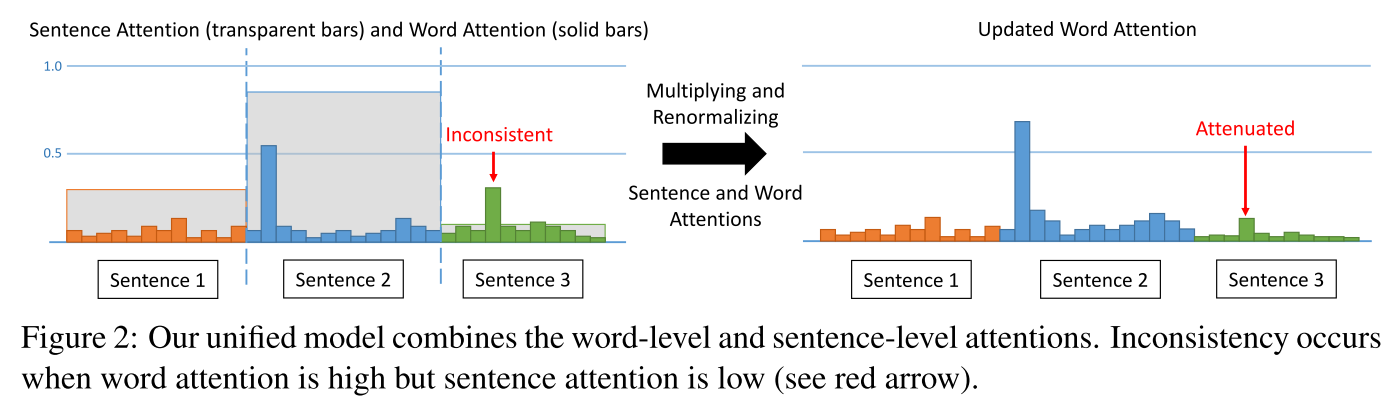 Sentence Attention (transparent bars) and Word Attention (solid bars)
1.0
0.5
Inconsistent
Sentence 1
Sentence 2
Sentence 3
Multiplying and
Renormalizing
Sentence and Word
Attentions
Updated Word Attention
Attenuated
Sentence 1
Sentence 2
Sentence 3
Figure 2: Our unified model combines the word-level and sentence-level attentions. Inconsistency occurs
when word attention is high but sentence attention is low (see red arrow).